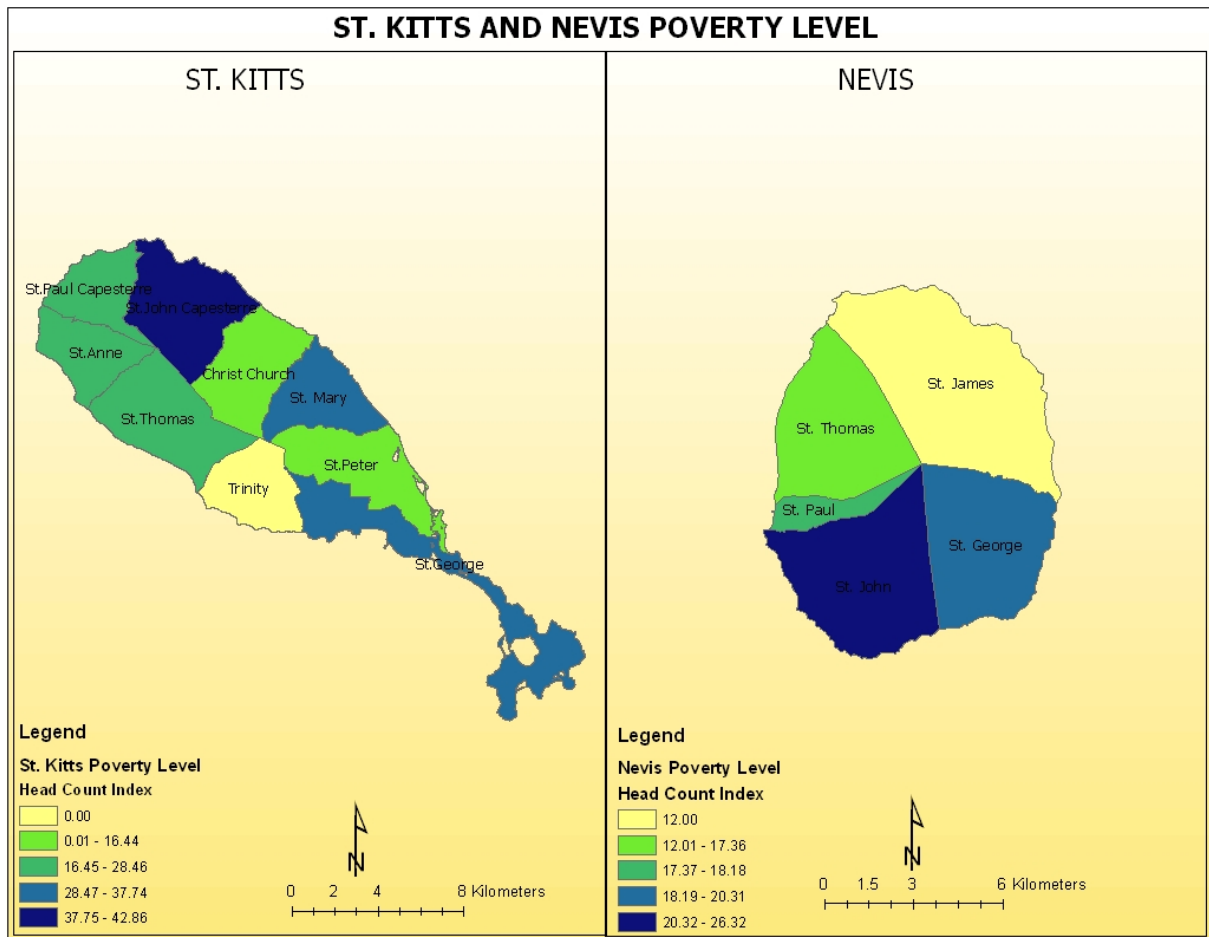 ST. KITTS AND NEVIS POVERTY LEVEL
ST. KITTS
St.Paul Capesterre
St.John Capesterre
St.Anne
Christ Church
St. Mary
St.Thomas
St.Peter
Trinity
St.George
Legend
St. Kitts Poverty Level
Head Count Index
0.00
0.01 - 16.44
16.45 - 28.46
28.47 - 37.74
37.75 - 42.86
N
0 2 4 8 Kilometers
NEVIS
St. James
St. Thomas
St. Paul
St. George
St. John
Legend
Nevis Poverty Level
Head Count Index
12.00
12.01 - 17.36
17.37 - 18.18
18.19 - 20.31
20.32 - 26.32
N
0 1.5 3 6 Kilometers